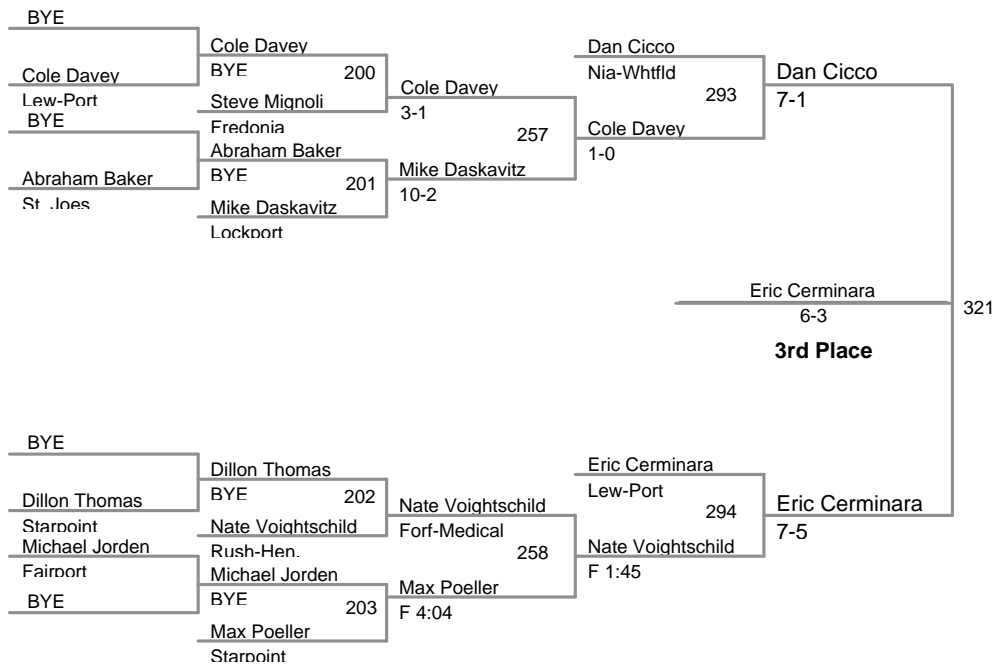 BYE
Cole Davey
Lew-Port
BYE
Abraham Baker
St. Joes
Cole Davey
BYE
200
Steve Mignoli
Fredonia
Abraham Baker
BYE
201
Mike Daskavitz
Lockport
Cole Davey
3-1
257
Mike Daskavitz
10-2
Dan Cicco
Nia-Whtfld
293
Cole Davey
1-0
Dan Cicco
7-1
Eric Cerminara
6-3
3rd Place
321
BYE
Dillon Thomas
Starpoint
Michael Jorden
Fairport
BYE
Dillon Thomas
BYE
202
Nate Voightschild
Rush-Hen.
Michael Jorden
BYE
203
Max Poeller
Starpoint
Nate Voightschild
Forf-Medical
258
Max Poeller
F 4:04
Eric Cerminara
Lew-Port
294
Nate Voightschild
F 1:45
Eric Cerminara
7-5